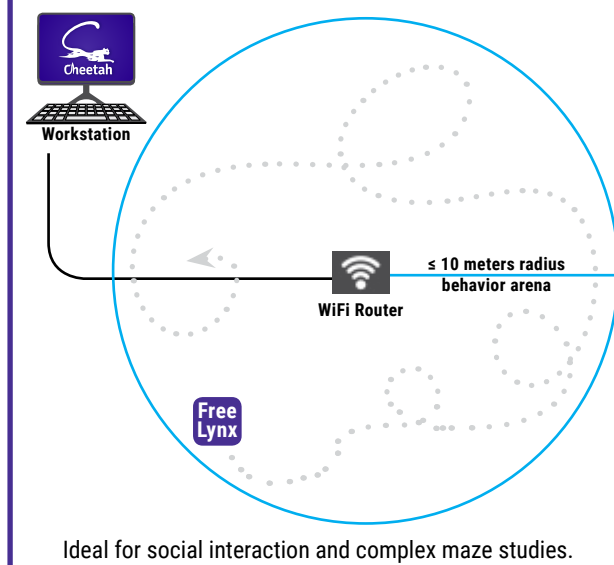 Cheetah
Workstation
≤ 10 meters radius
behavior arena
WiFi Router
Free
Lynx
Ideal for social interaction and complex maze studies.